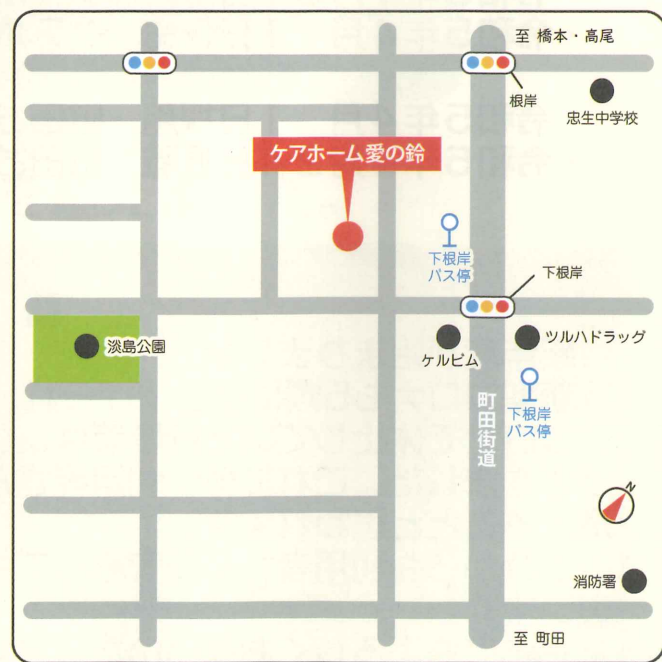 至 橋本・高尾
根岸
忠生中学校
ケアホーム愛の鈴
下根岸
バス停
下根岸
淡島公園
ケルビム
ツルハドラッグ
町田街道
下根岸
バス停
N
消防署
至 町田